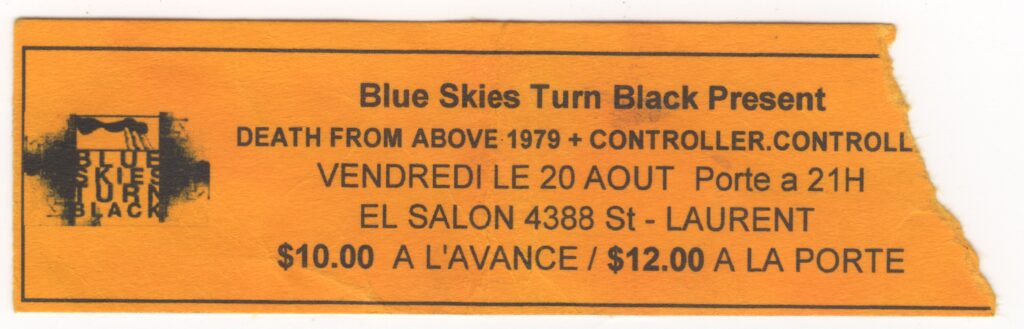 Blue Skies Turn Black Present
DEATH FROM ABOVE 1979 + CONTROLLER.CONTROLL
VENDREDI LE 20 AOUT Porte a 21H
EL SALON 4388 St - LAURENT
$10.00 A L'AVANCE / $12.00 A LA PORTE
BLUE
SKIES
TURN
BLACK